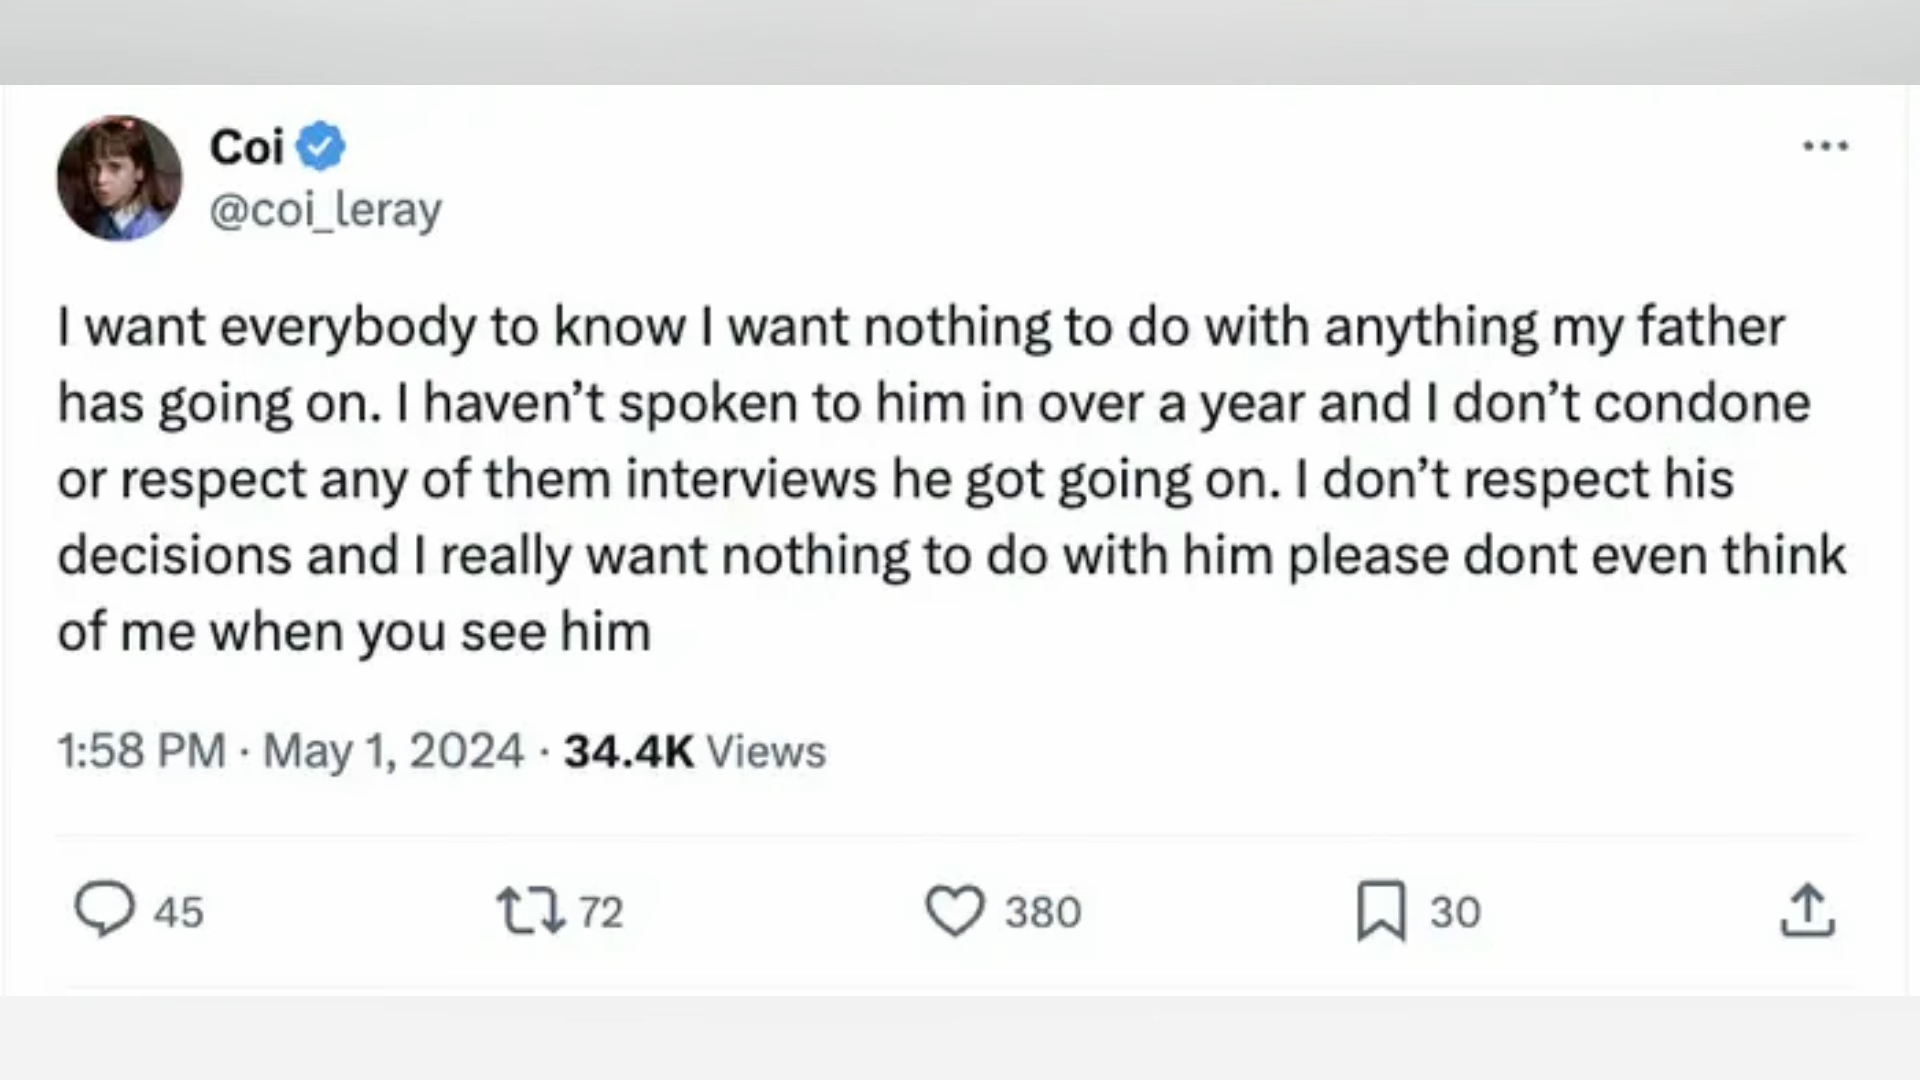 Coi
@coi_leray
I want everybody to know I want nothing to do with anything my father
has going on. I haven’t spoken to him in over a year and I don’t condone
or respect any of them interviews he got going on. I don’t respect his
decisions and I really want nothing to do with him please dont even think
of me when you see him
1:58 PM · May 1, 2024 · 34.4K Views
45 72 380 30